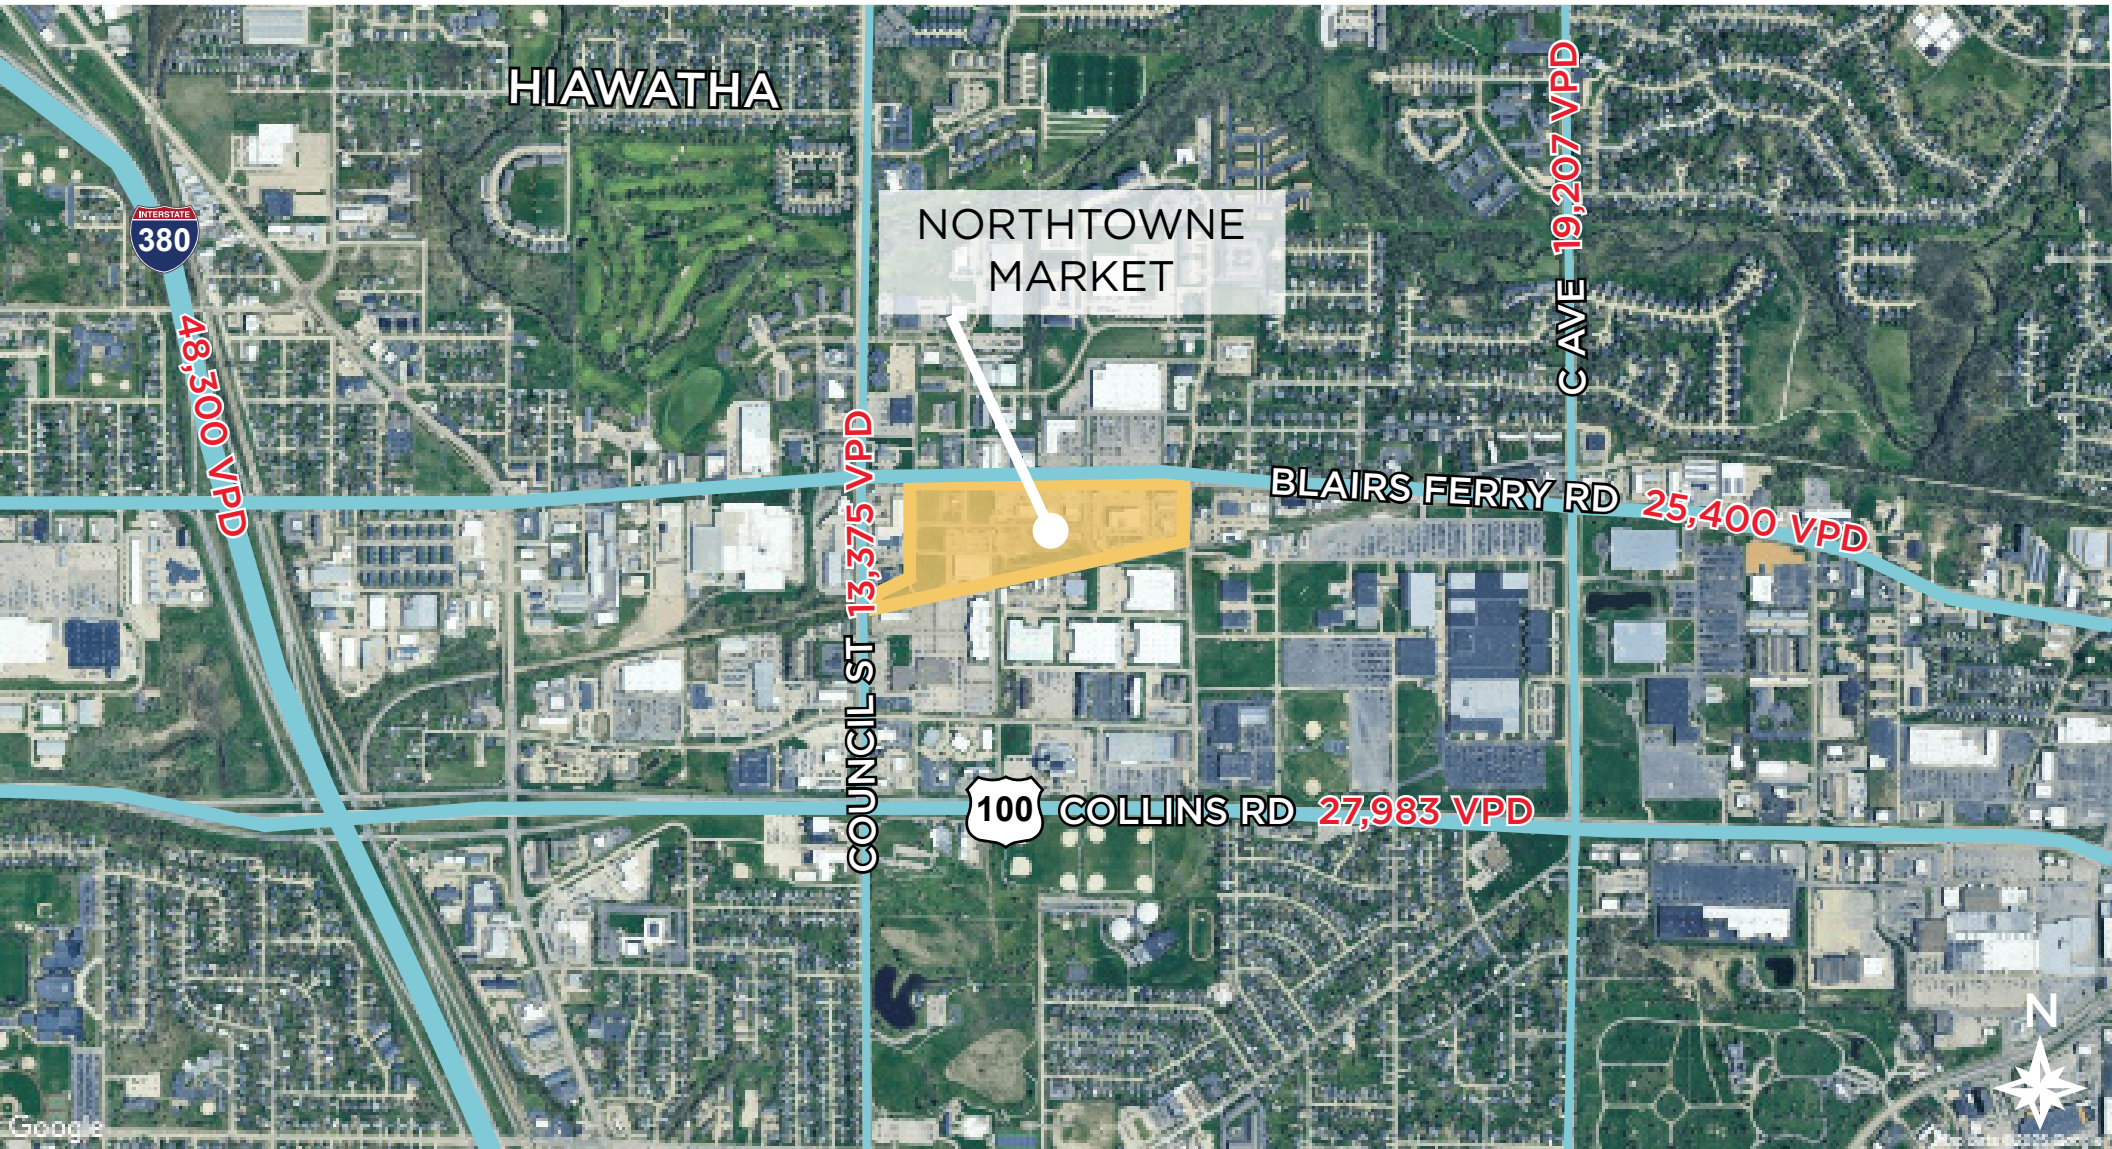 HIAWATHA
C AVE 19,207 VPD
INTERSTATE
380
NORTHTOWNE
MARKET
48,300 VPD
BLAIRS FERRY RD 25,400 VPD
COUNCIL ST 13,375 VPD
100
COLLINS RD 27,983 VPD
N
Google